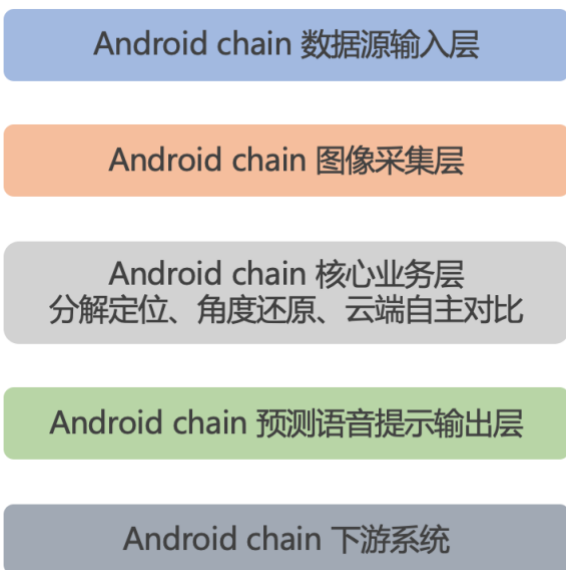 Android chain 数据源输入层
Android chain 图像采集层
Android chain 核心业务层
分解定位、角度还原、云端自主对比
Android chain 预测语音提示输出层
Android chain 下游系统